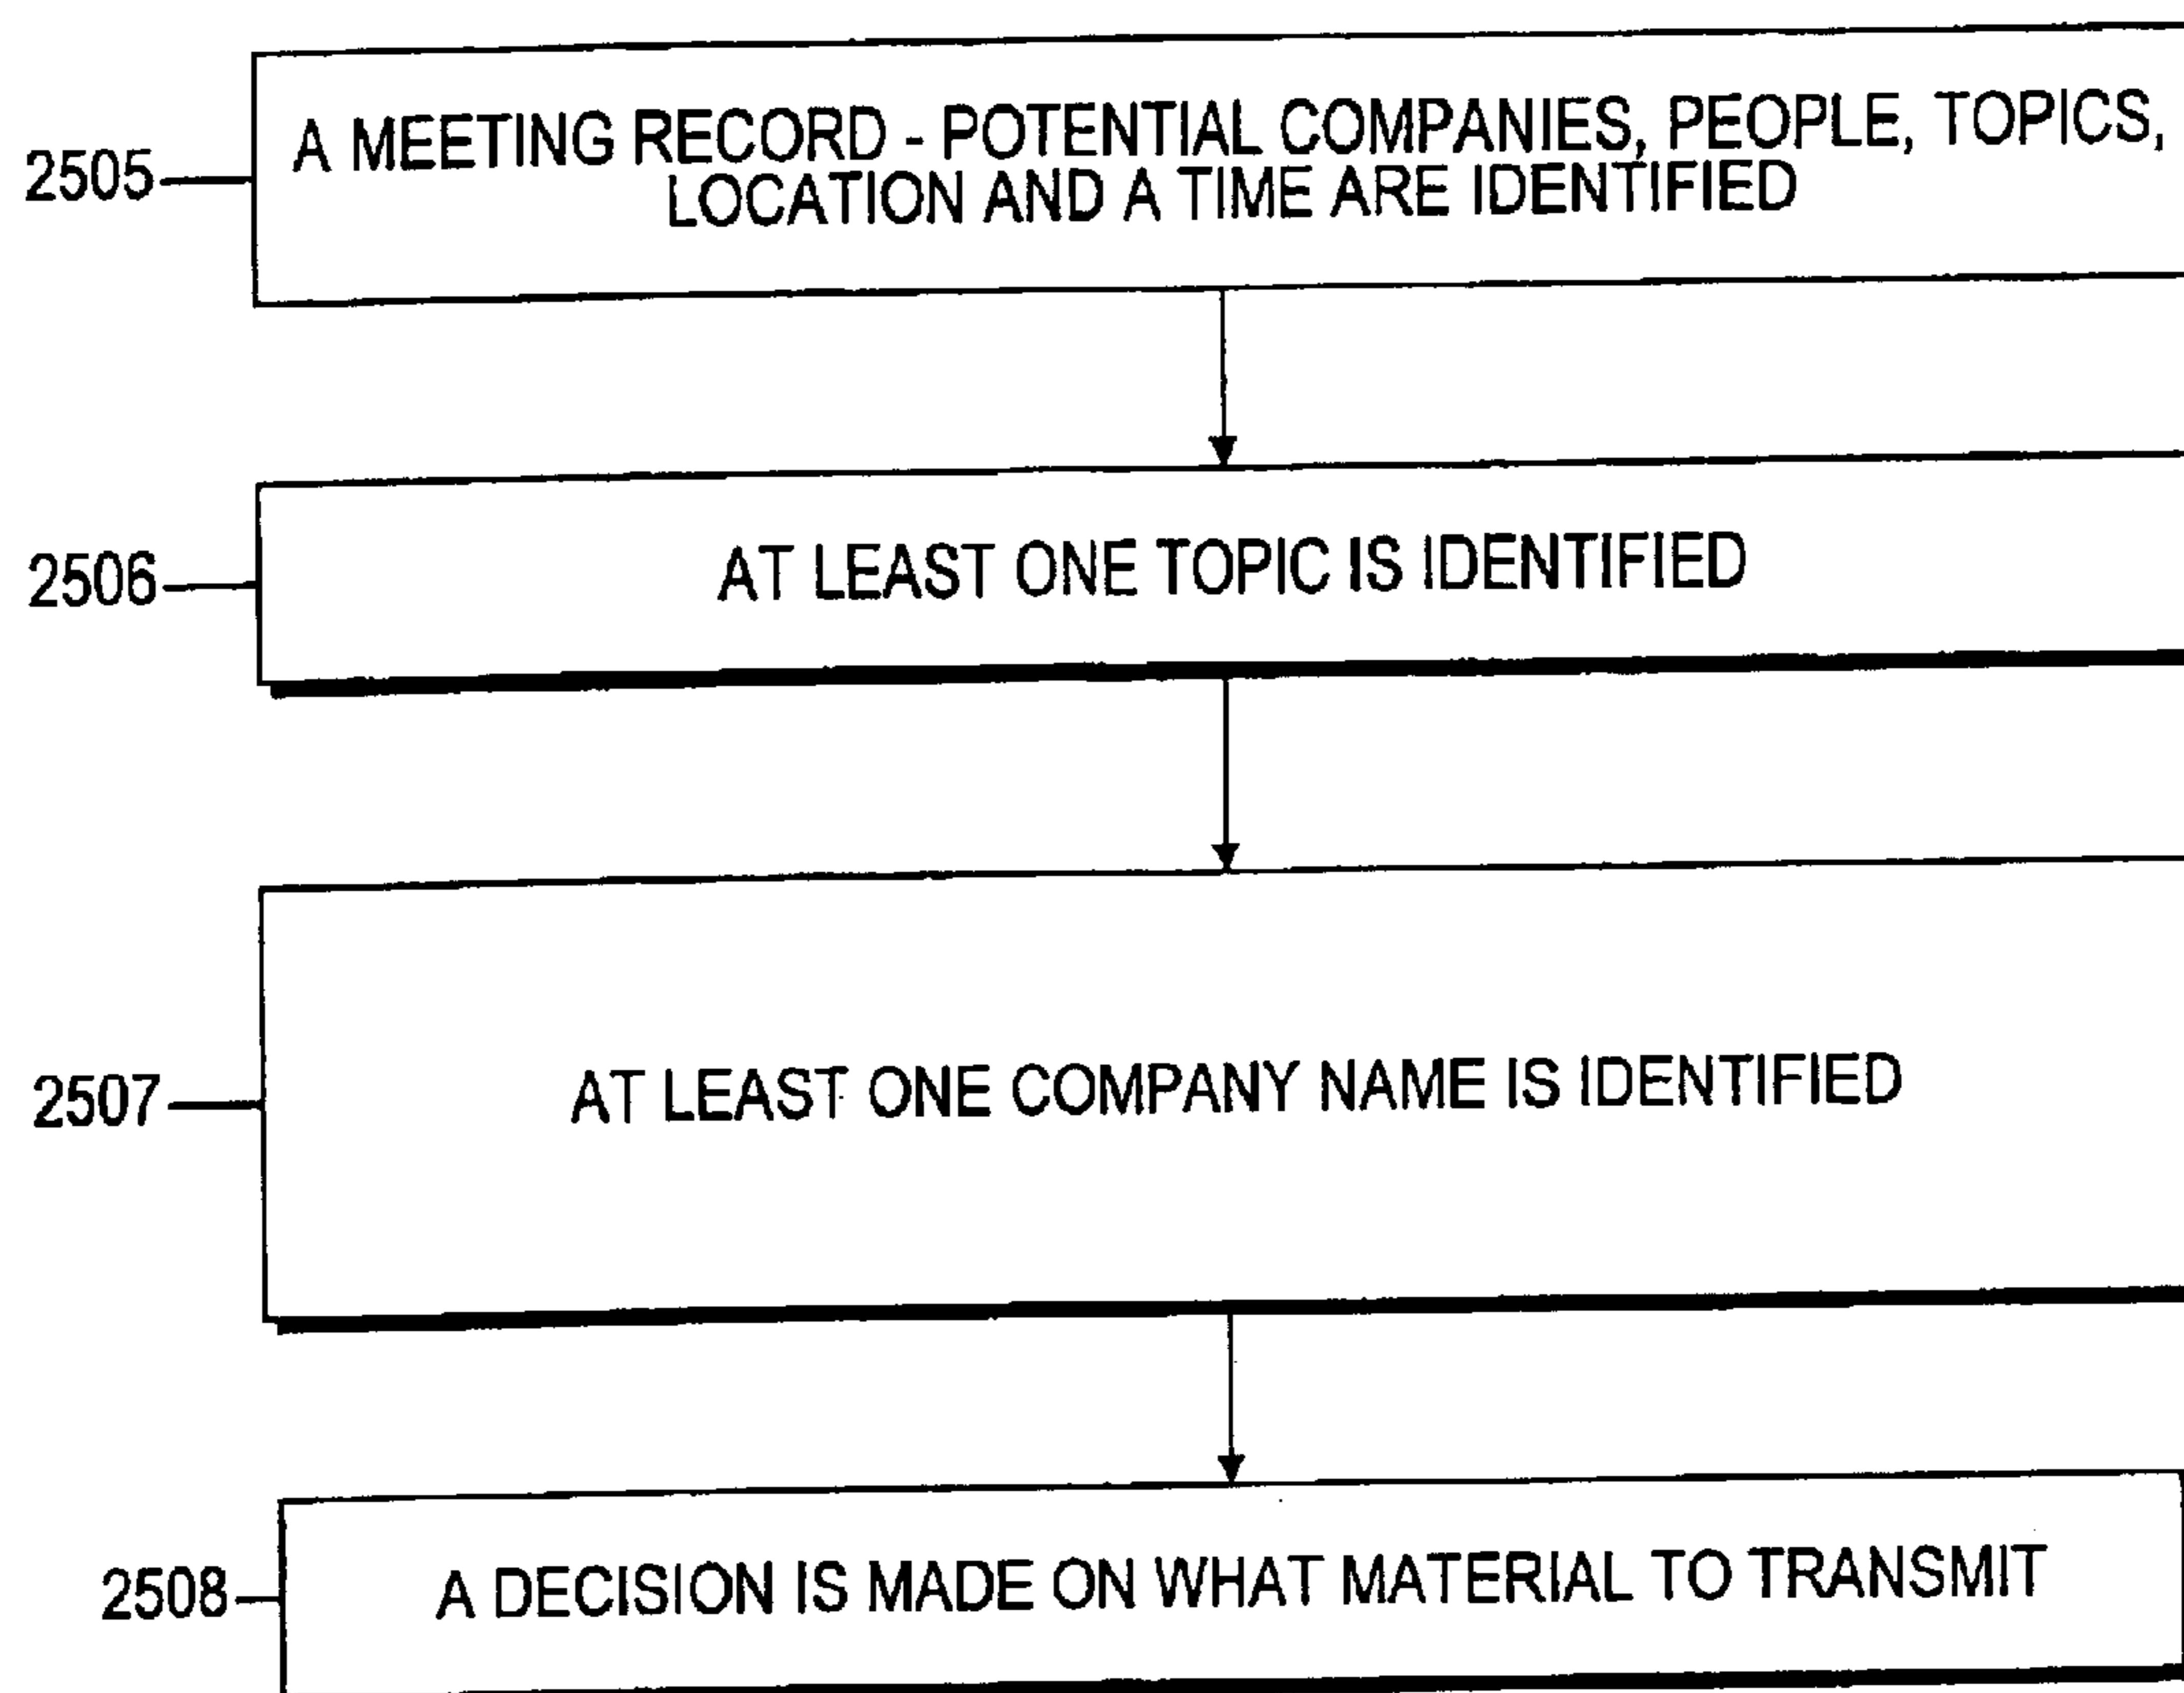 2505
A MEETING RECORD - POTENTIAL COMPANIES, PEOPLE, TOPICS,
LOCATION AND A TIME ARE IDENTIFIED
2506
AT LEAST ONE TOPIC IS IDENTIFIED
2507
AT LEAST ONE COMPANY NAME IS IDENTIFIED
2508
A DECISION IS MADE ON WHAT MATERIAL TO TRANSMIT